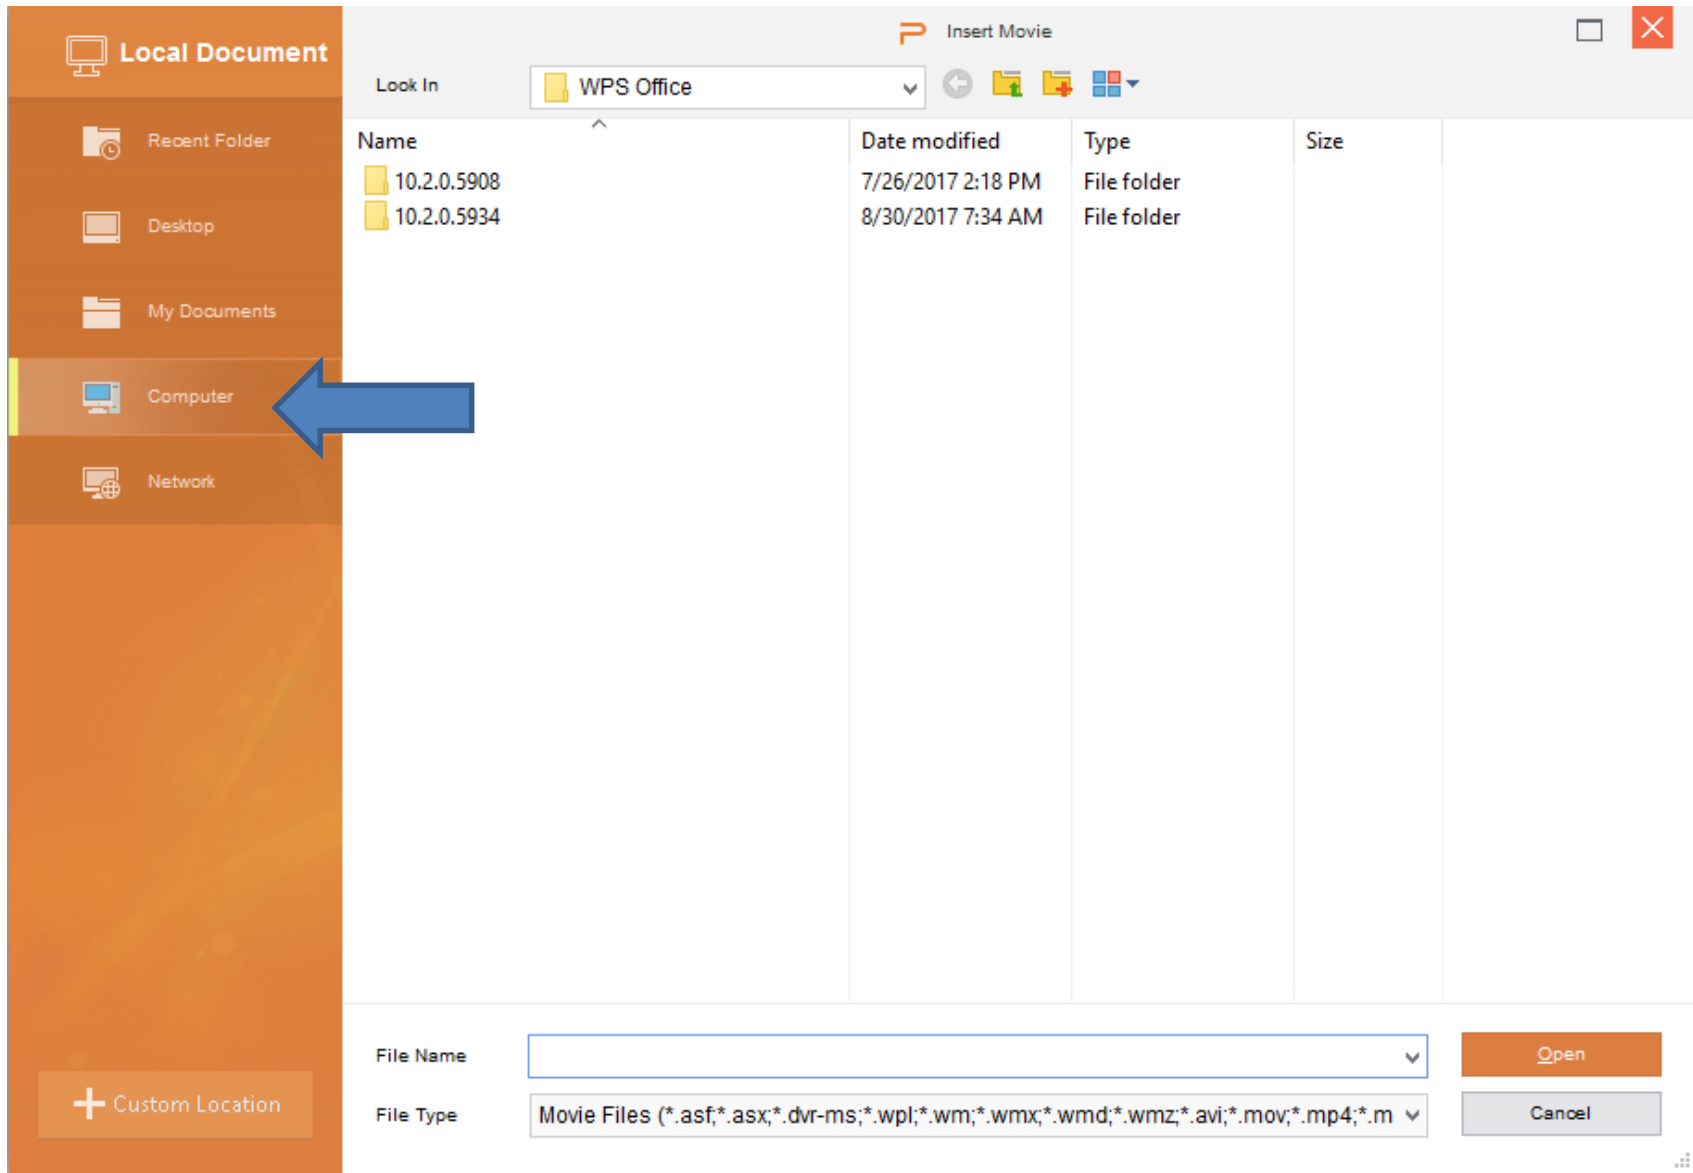 Local Document
Recent Folder
Desktop
My Documents
Computer
Network
Custom Location
Insert Movie
Look In WPS Office
Name Date modified Type Size
10.2.0.5908 7/26/2017 2:18 PM File folder
10.2.0.5934 8/30/2017 7:34 AM File folder
File Name Open
File Type Movie Files (*.asf;*.asx;*.dvr-ms;*.wpl;*.wm;*.wmx;*.wmd;*.wmz;*.avi;*.mov;*.mp4;*.m Cancel